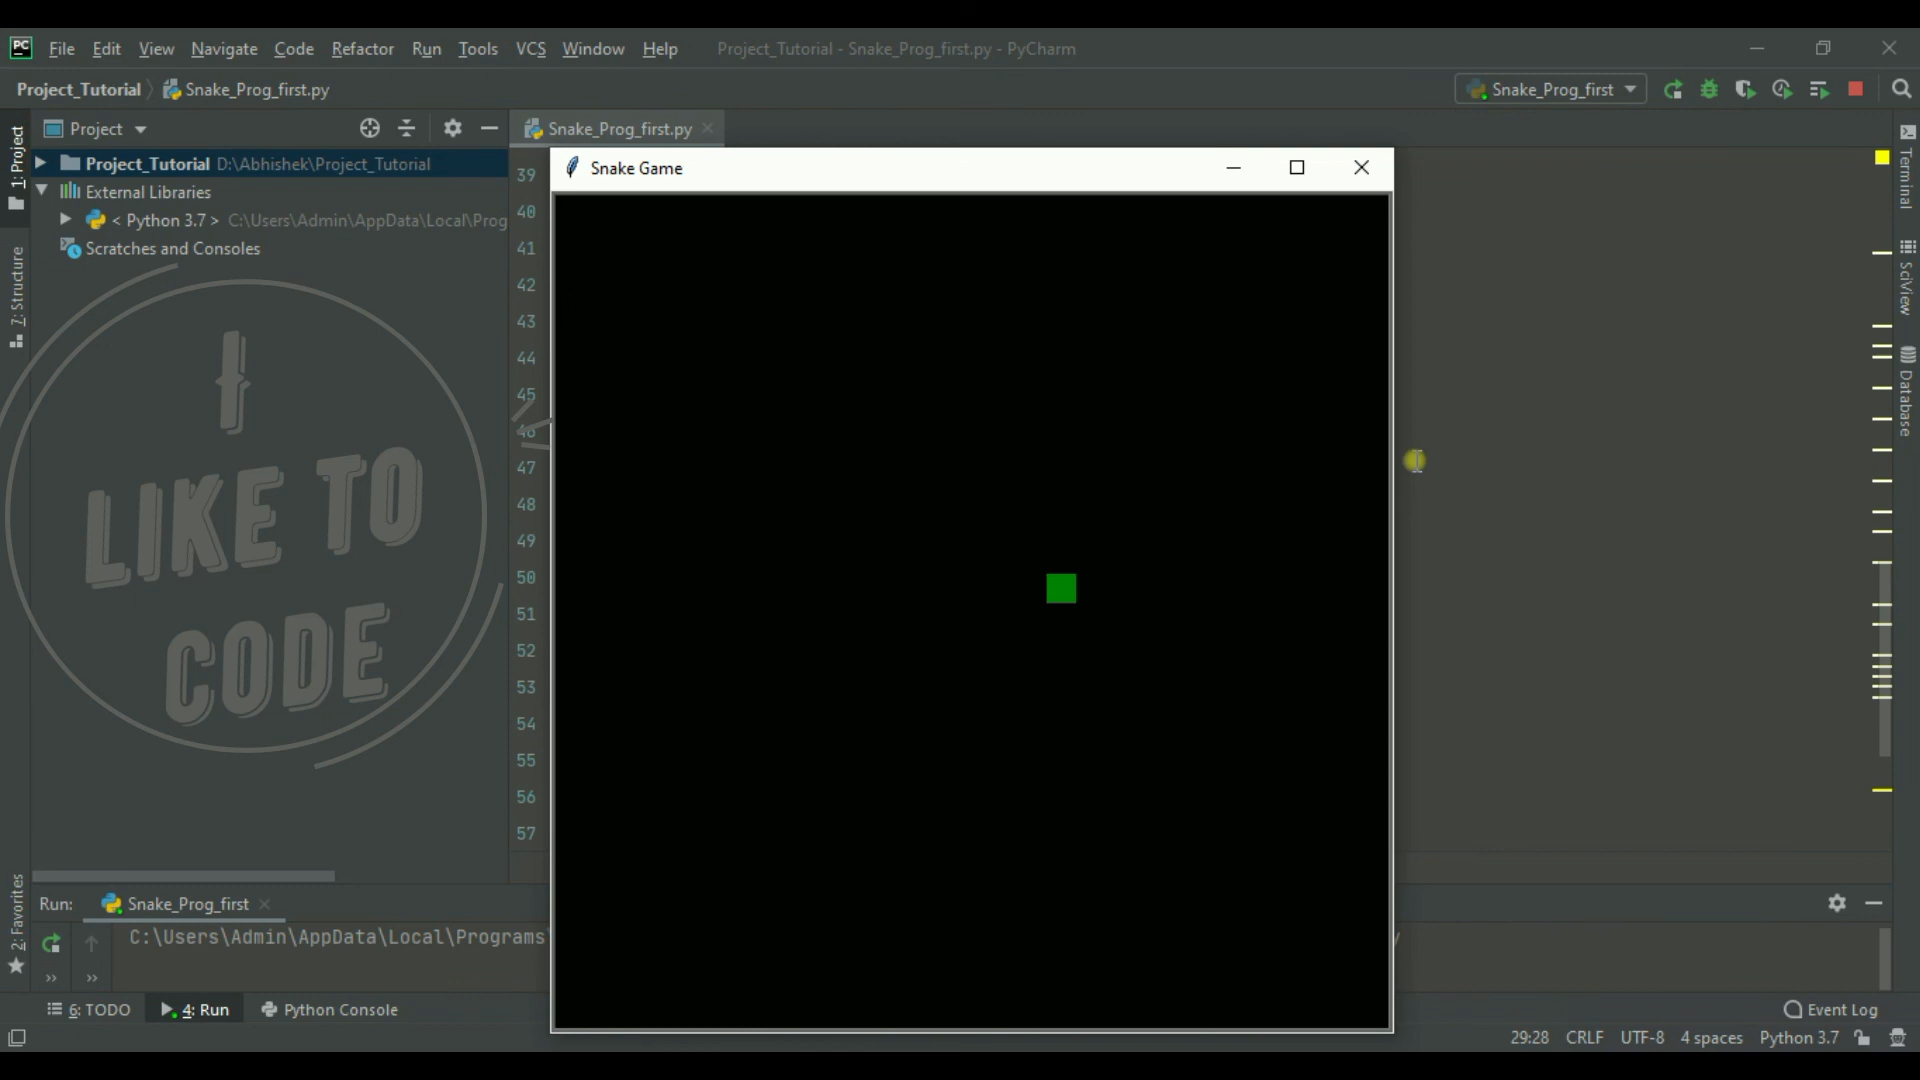 PC File Edit View Navigate Code Refactor Run Tools VCS Window Help Project_Tutorial - Snake_Prog_first.py - PyCharm
Project_Tutorial Snake_Prog_first.py Snake_Prog_first
1: Project
Project
Snake_Prog_first.py
Project_Tutorial D:\Abhishek\Project_Tutorial
External Libraries
< Python 3.7 > C:\Users\Admin\AppData\Local\Prog
Scratches and Consoles
7: Structure
2: Favorites
I
LIKE TO
CODE
39
40
41
42
43
44
45
46
47
48
49
50
51
52
53
54
55
56
57
Snake Game
Terminal
SciView
Database
Run: Snake_Prog_first
C:\Users\Admin\AppData\Local\Programs\
6: TODO 4: Run Python Console Event Log
29:28 CRLF UTF-8 4 spaces Python 3.7